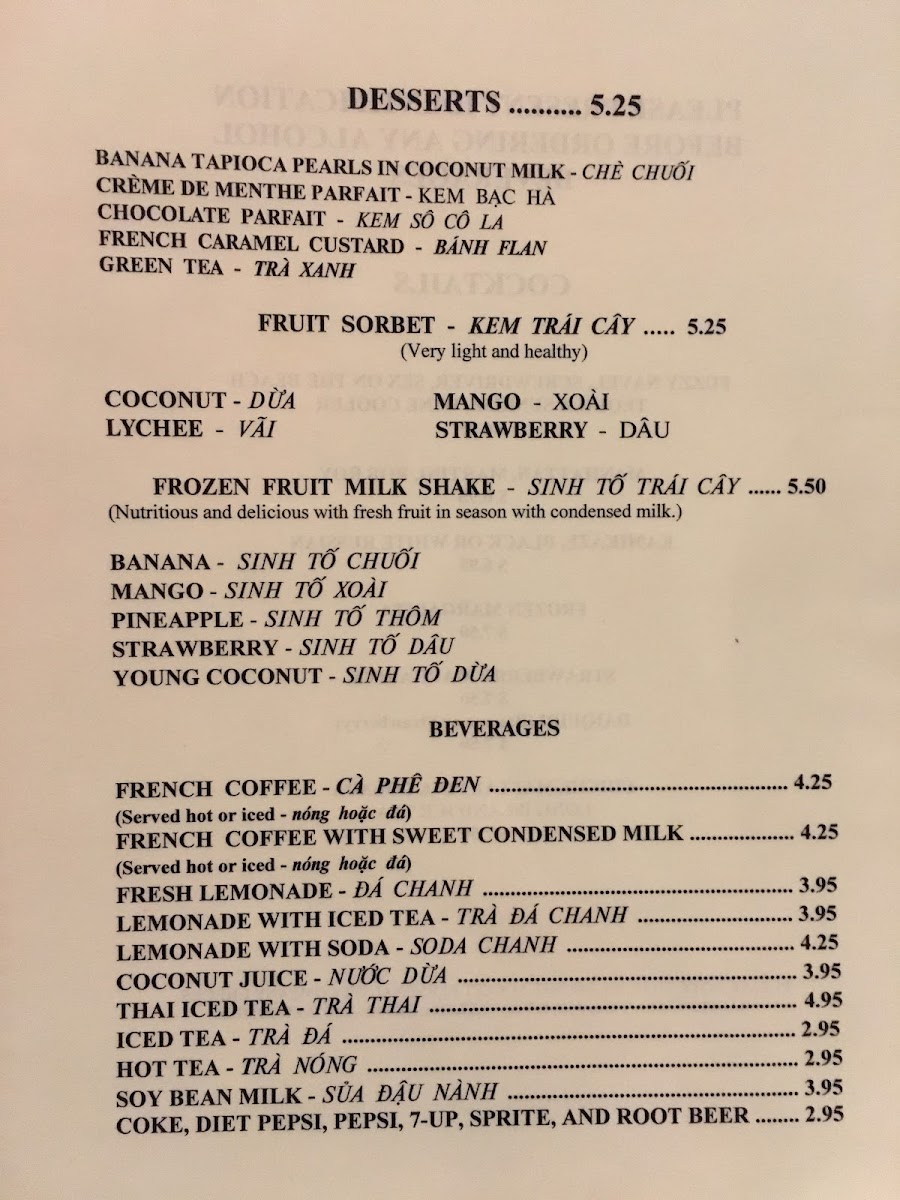 DESSERTS .......... 5.25
BANANA TAPIOCA PEARLS IN COCONUT MILK - CHÈ CHUỐI
CRÈME DE MENTHE PARFAIT - KEM BẠC HÀ
CHOCOLATE PARFAIT - KEM SÔ CÔ LA
FRENCH CARAMEL CUSTARD - BÁNH FLAN
GREEN TEA - TRÀ XANH
FRUIT SORBET - KEM TRÁI CÂY ..... 5.25
(Very light and healthy)
COCONUT - DỪA MANGO - XOÀI
LYCHEE - VÃI STRAWBERRY - DÂU
FROZEN FRUIT MILK SHAKE - SINH TỐ TRÁI CÂY ...... 5.50
(Nutritious and delicious with fresh fruit in season with condensed milk.)
BANANA - SINH TỐ CHUỐI
MANGO - SINH TỐ XOÀI
PINEAPPLE - SINH TỐ THÔM
STRAWBERRY - SINH TỐ DÂU
YOUNG COCONUT - SINH TỐ DỪA
BEVERAGES
FRENCH COFFEE - CÀ PHÊ ĐEN .......... 4.25
(Served hot or iced - nóng hoặc đá)
FRENCH COFFEE WITH SWEET CONDENSED MILK .......... 4.25
(Served hot or iced - nóng hoặc đá)
FRESH LEMONADE - ĐÁ CHANH .......... 3.95
LEMONADE WITH ICED TEA - TRÀ ĐÁ CHANH .......... 3.95
LEMONADE WITH SODA - SODA CHANH .......... 4.25
COCONUT JUICE - NƯỚC DỪA .......... 3.95
THAI ICED TEA - TRÀ THAI .......... 4.95
ICED TEA - TRÀ ĐÁ .......... 2.95
HOT TEA - TRÀ NÓNG .......... 2.95
SOY BEAN MILK - SỦA ĐẬU NÀNH .......... 3.95
COKE, DIET PEPSI, PEPSI, 7-UP, SPRITE, AND ROOT BEER ........ 2.95